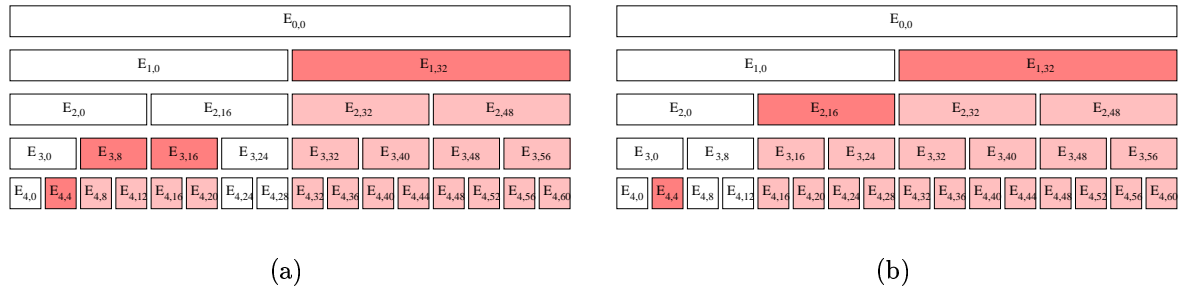 E0,0 E0,0
E1,0 E1,32 E1,0 E1,32
E2,0 E2,16 E2,32 E2,48 E2,0 E2,16 E2,32 E2,48
E3,0 E3,8 E3,16 E3,24 E3,32 E3,40 E3,48 E3,56 E3,0 E3,8 E3,16 E3,24 E3,32 E3,40 E3,48 E3,56
E4,0 E4,4 E4,8 E4,12 E4,16 E4,20 E4,24 E4,28 E4,32 E4,36 E4,40 E4,44 E4,48 E4,52 E4,56 E4,60 E4,0 E4,4 E4,8 E4,12 E4,16 E4,20 E4,24 E4,28 E4,32 E4,36 E4,40 E4,44 E4,48 E4,52 E4,56 E4,60
(a) (b)